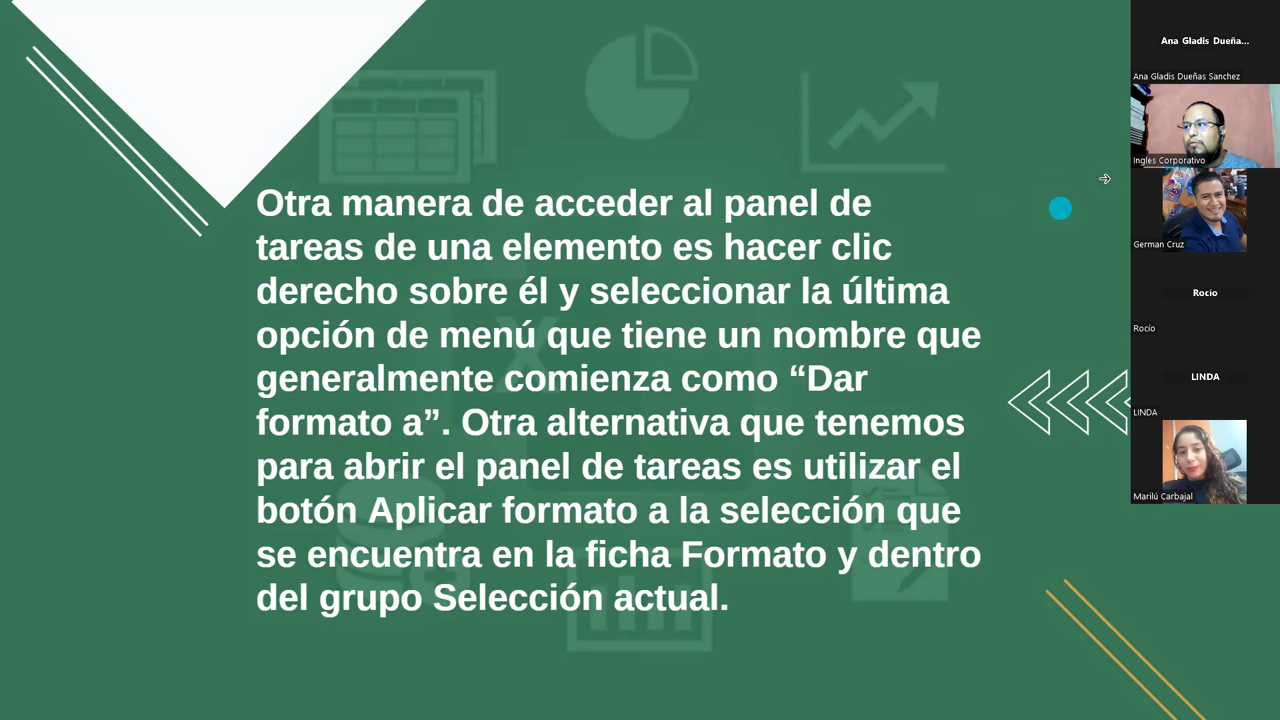 Otra manera de acceder al panel de
tareas de una elemento es hacer clic
derecho sobre él y seleccionar la última
opción de menú que tiene un nombre que
generalmente comienza como “Dar
formato a”. Otra alternativa que tenemos
para abrir el panel de tareas es utilizar el
botón Aplicar formato a la selección que
se encuentra en la ficha Formato y dentro
del grupo Selección actual.
Ana Gladis Dueña...
Ana Gladis Dueñas Sanchez
Ingles Corporativo
German Cruz
Rocío
Rocío
LINDA
LINDA
Marilú Carbajal